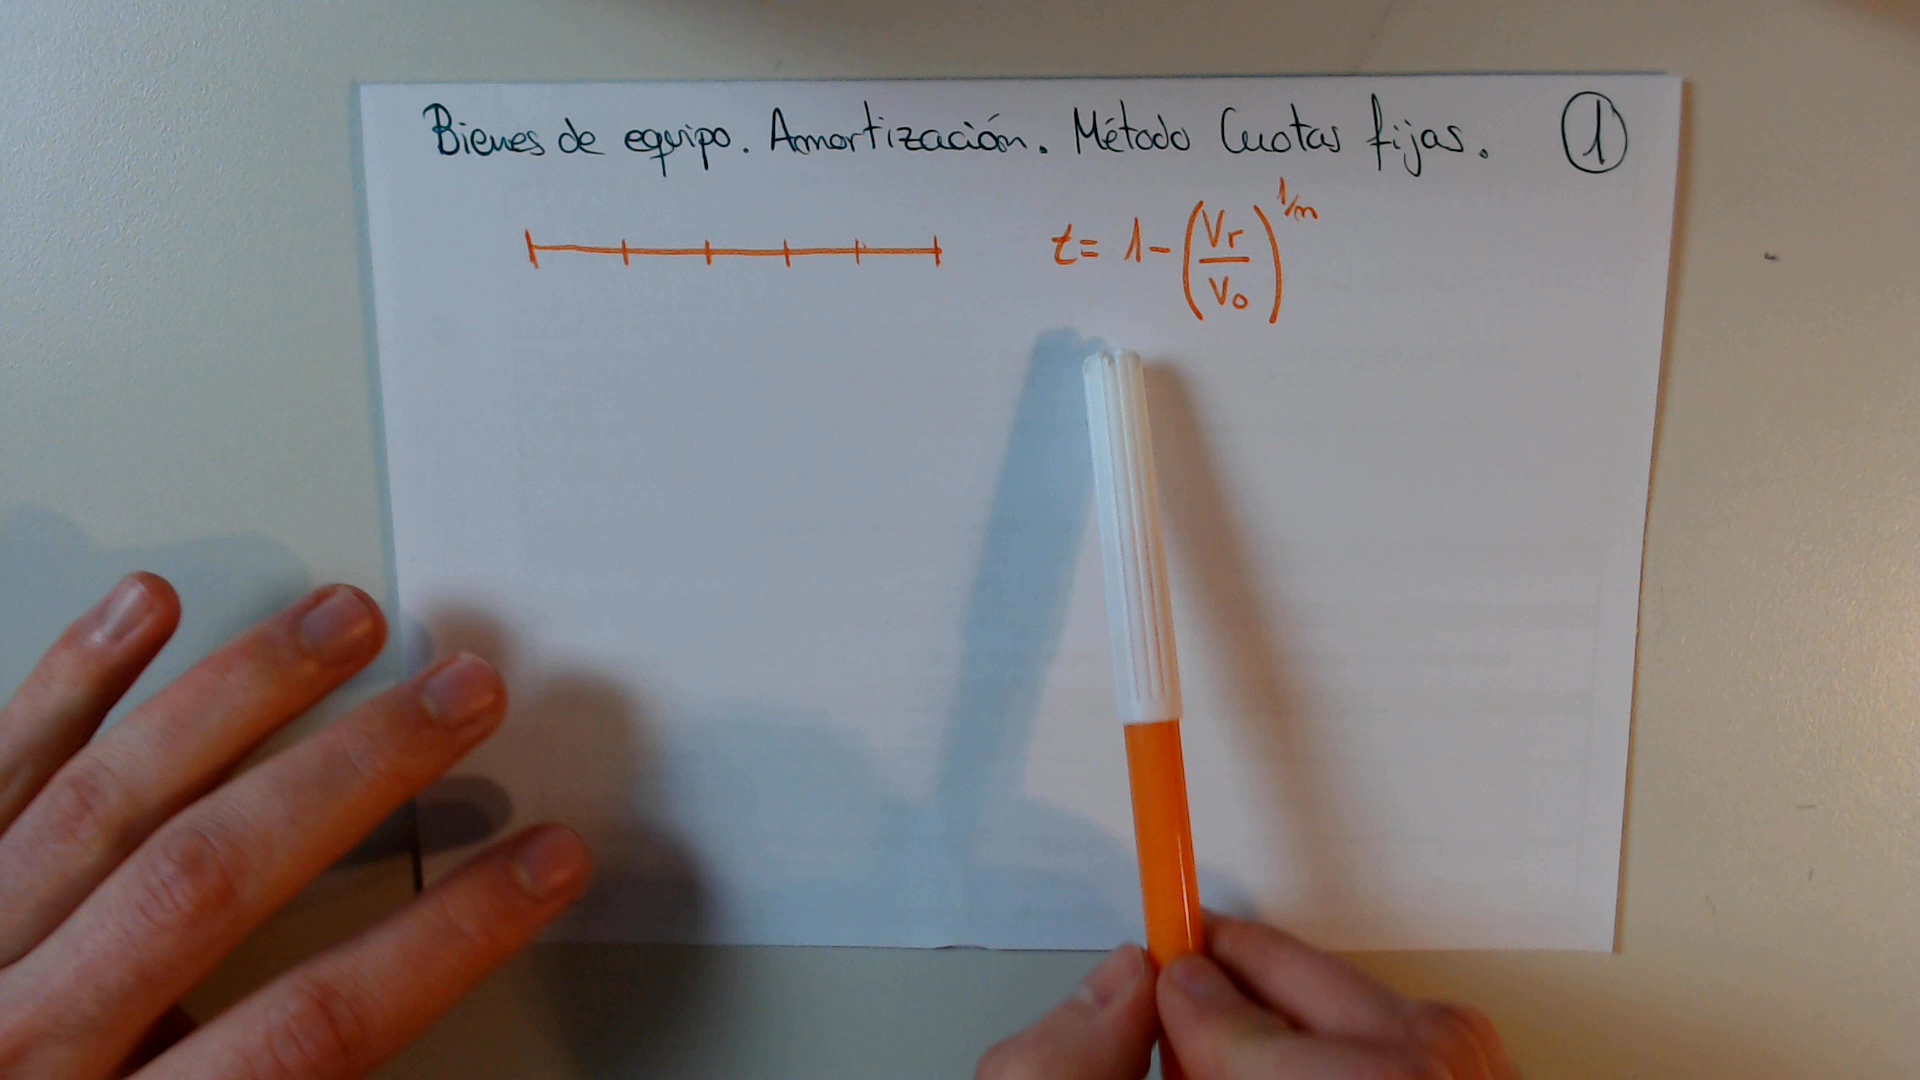 Bienes de equipo. Amortización. Método Cuotas fijas. 1
t = 1 - (Vr / Vo)^1/n